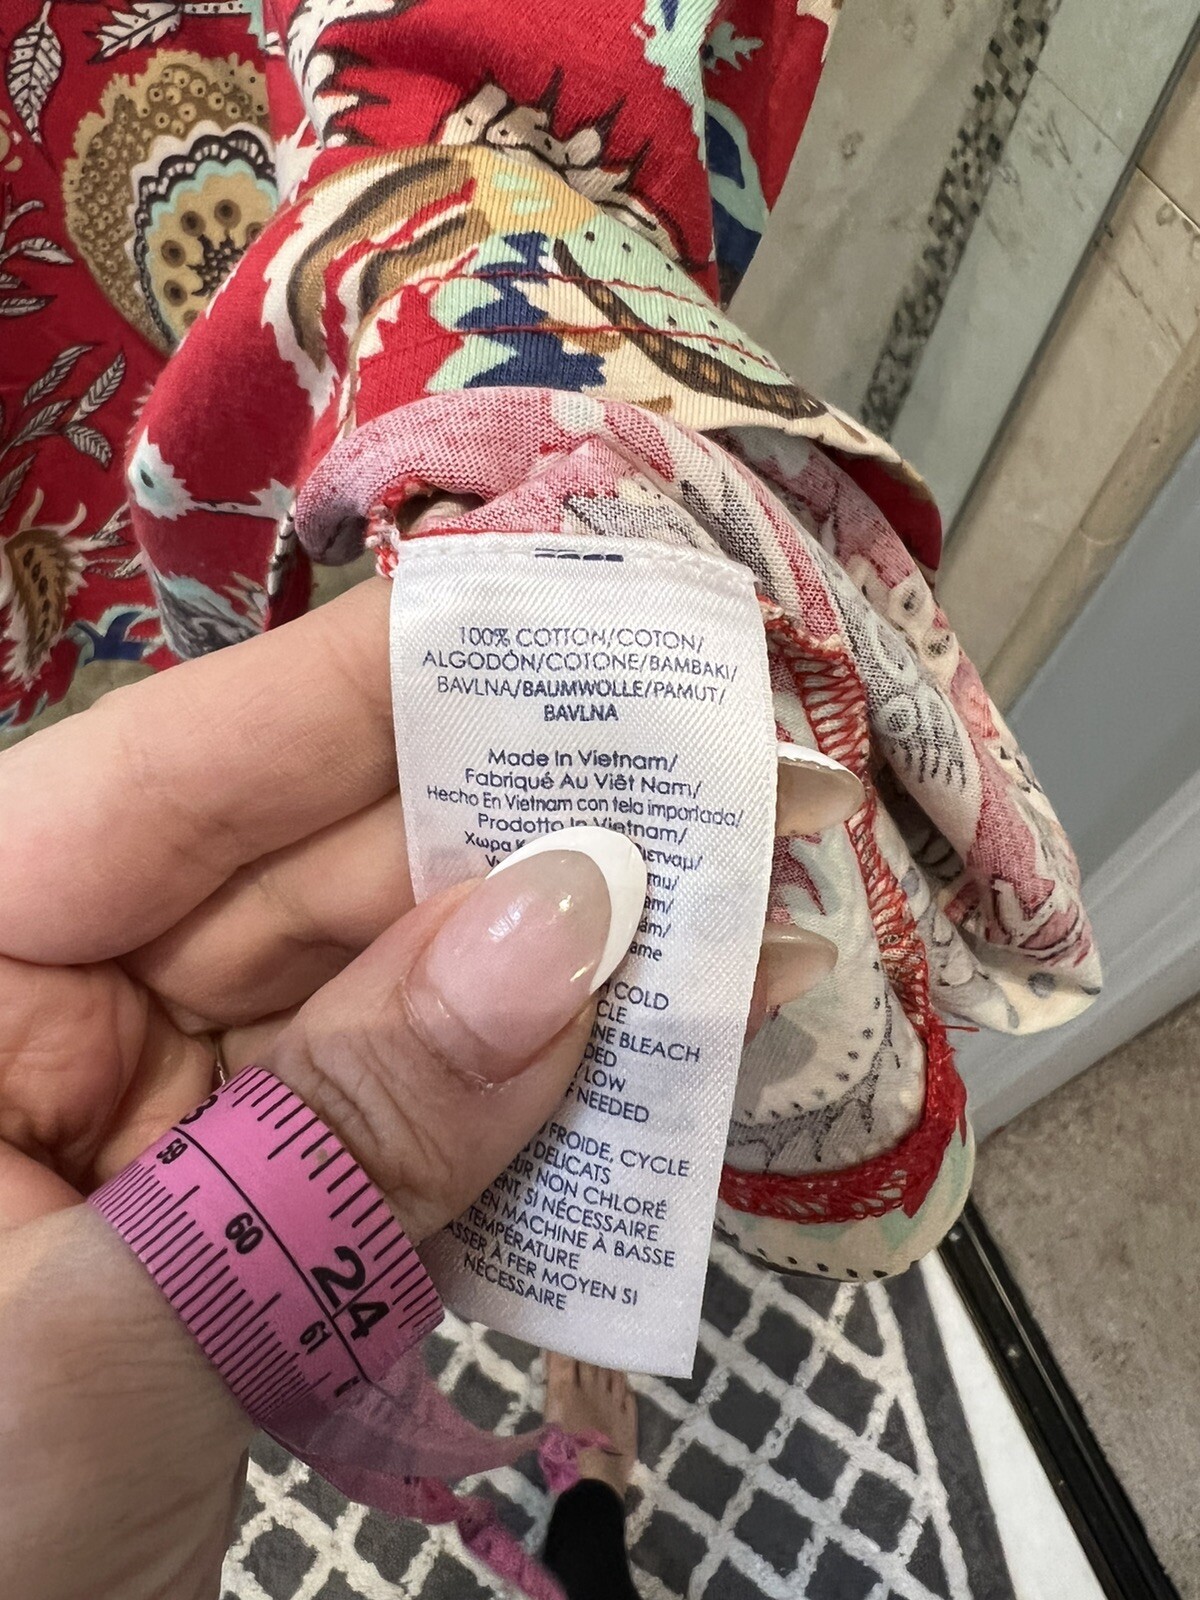 100% COTTON/COTON/
ALGODÓN/COTONE/BAMBAKI/
BAVLNA/BAUMWOLLE/PAMUT/
BAVLNA
Made In Vietnam/
Fabriqué Au Viêt Nam/
Hecho En Vietnam con tela importada/
Prodotto In Vietnam/
Χώρα
COLD
BLEACH
LOW
NEEDED
FROIDE, CYCLE
DELICATS
NON CHLORÉ
SI NÉCESSAIRE
EN MACHINE À BASSE
TEMPÉRATURE
À FER MOYEN SI
NÉCESSAIRE
59
60
24
61